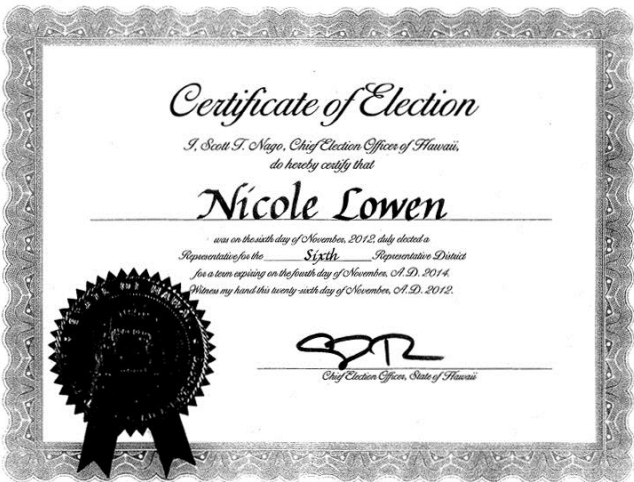 Certificate of Election
I, Scott T. Nago, Chief Election Officer of Hawaii,
do hereby certify that
Nicole Lowen
was on the sixth day of November, 2012, duly elected a
Representative for the Sixth Representative District
for a term expiring on the fourth day of November, A.D. 2014.
Witness my hand this twenty-sixth day of November, A.D. 2012.
Chief Election Officer, State of Hawaii